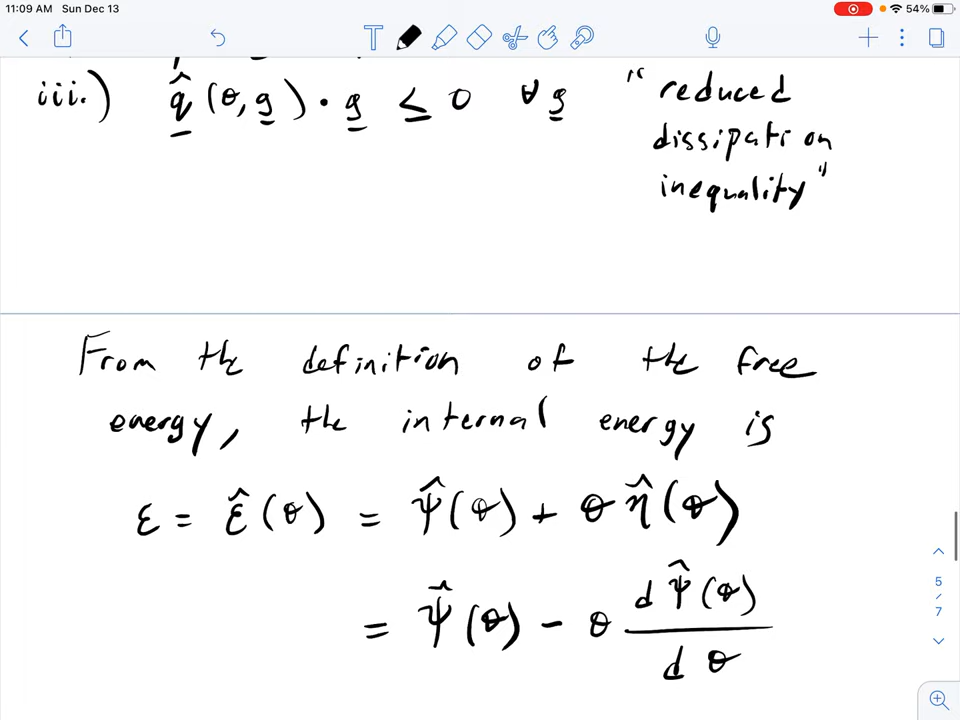 11:09 AM Sun Dec 13 54%
iii.) q̂(θ, g) · g ≤ 0 ∀ g "reduced
dissipation
inequality"
From the definition of the free
energy, the internal energy is
ε = ε̂(θ) = ψ̂(θ) + θ η̂(θ)
= ψ̂(θ) - θ dψ̂(θ)/dθ
5
/
7